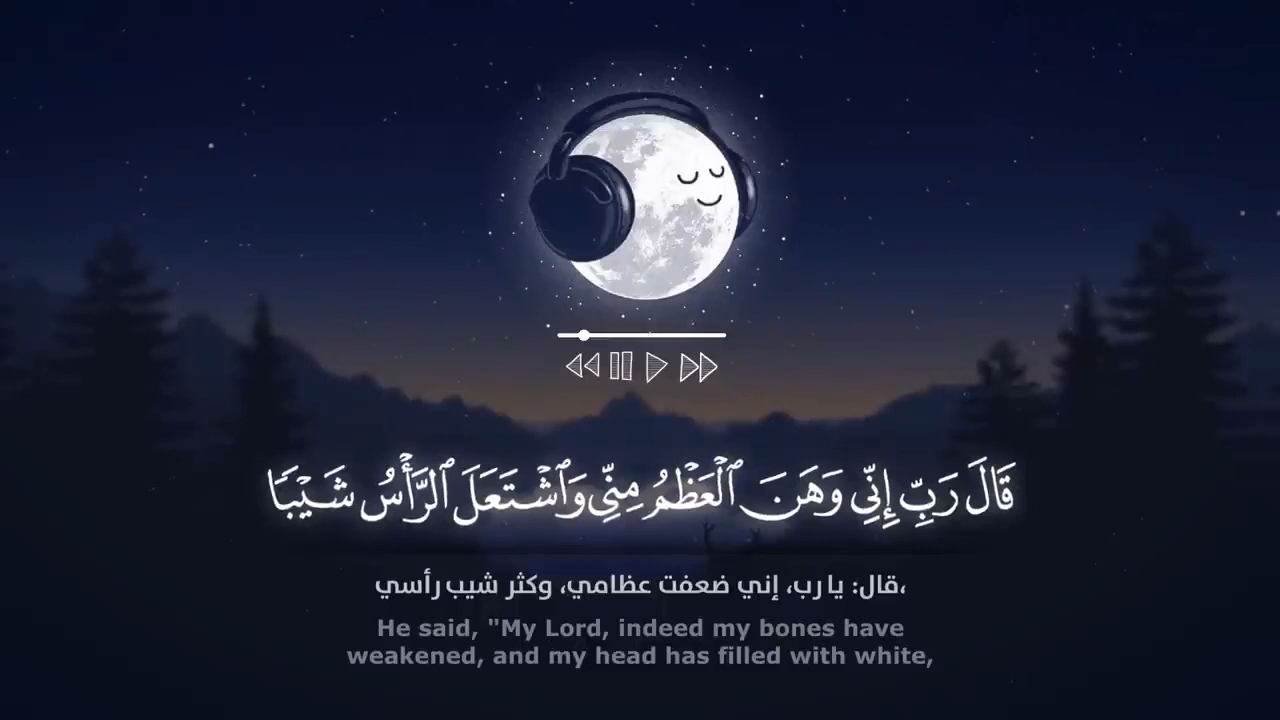 قَالَ رَبِّ إِنِّي وَهَنَ ٱلْعَظْمُ مِنِّي وَٱشْتَعَلَ ٱلرَّأْسُ شَيْبًا
قال: يا رب، إني ضعفت عظامي، وكثر شيب رأسي،
He said, "My Lord, indeed my bones have
weakened, and my head has filled with white,